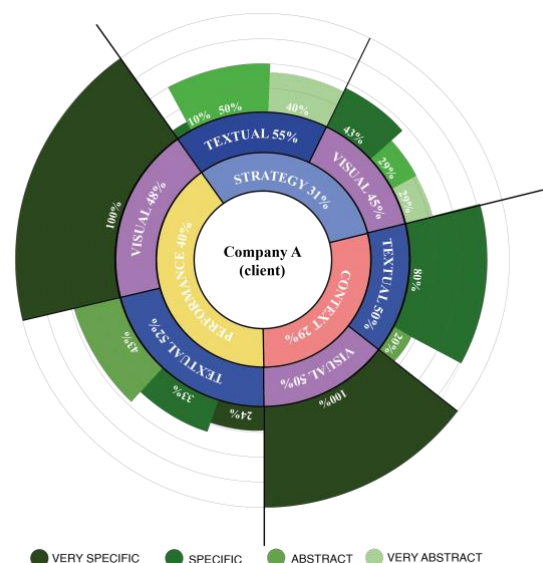 10%
50%
40%
TEXTUAL 55%
43%
29%
29%
VISUAL 45%
STRATEGY 31%
100%
VISUAL 48%
PERFORMANCE 40%
TEXTUAL 52%
43%
33%
24%
Company A
(client)
CONTEXT 29%
TEXTUAL 50%
80%
20%
VISUAL 50%
100%
VERY SPECIFIC
SPECIFIC
ABSTRACT
VERY ABSTRACT